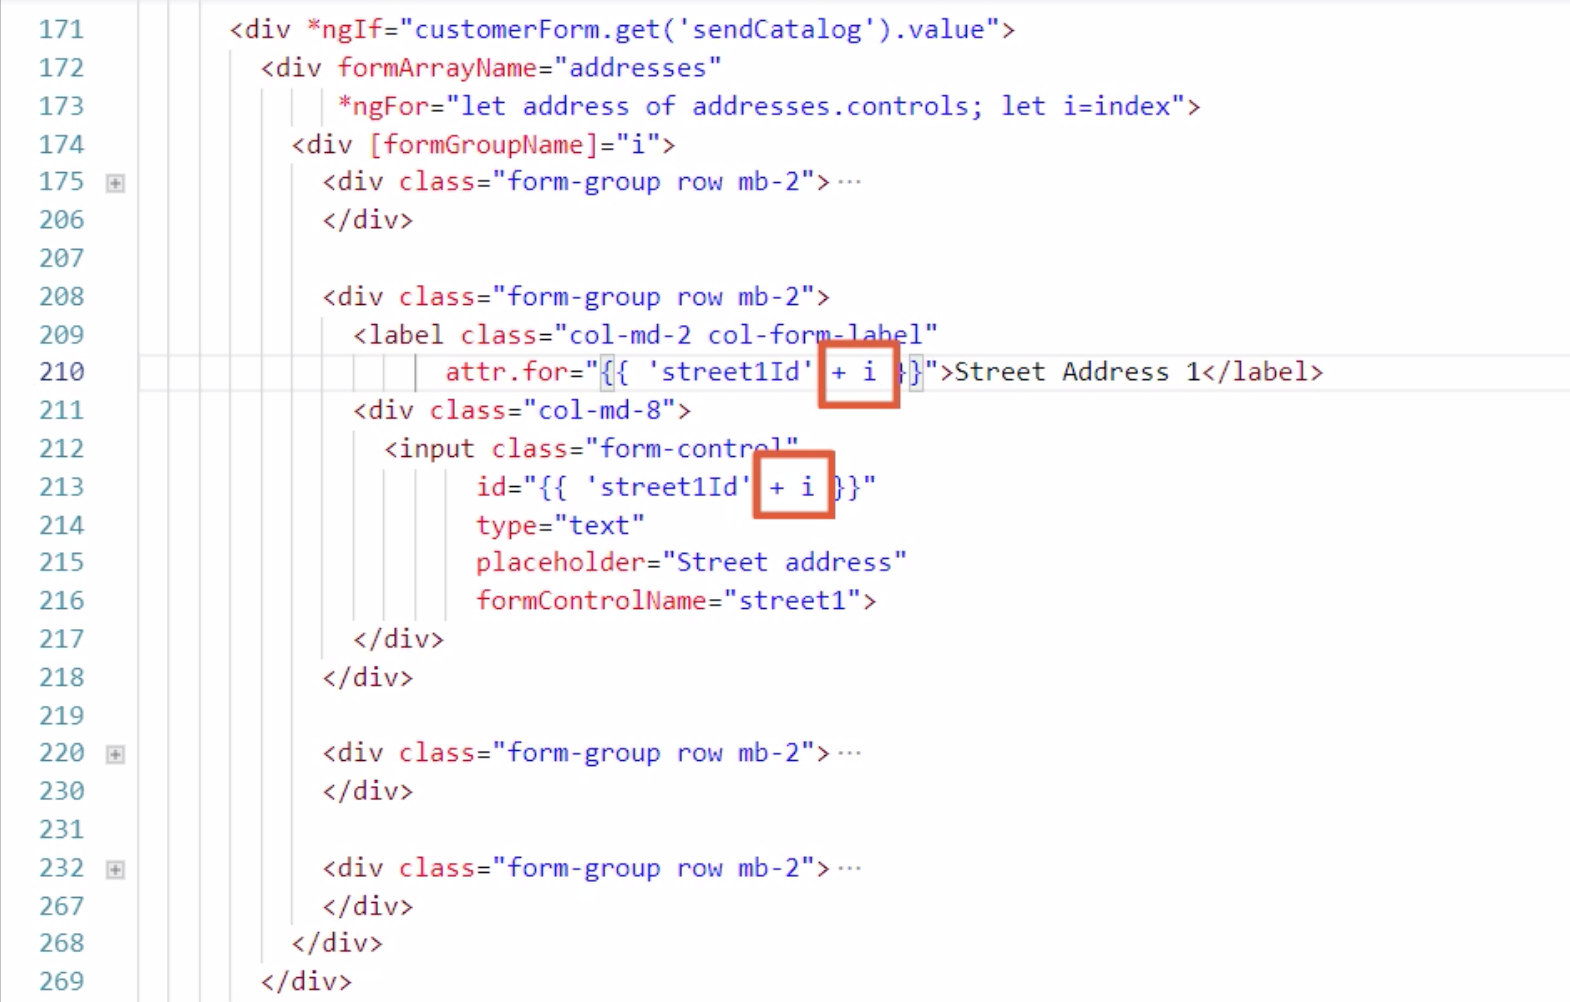 171 <div *ngIf="customerForm.get('sendCatalog').value">
172 <div formArrayName="addresses"
173 *ngFor="let address of addresses.controls; let i=index">
174 <div [formGroupName]="i">
175 <div class="form-group row mb-2">···
206 </div>
207
208 <div class="form-group row mb-2">
209 <label class="col-md-2 col-form-label"
210 attr.for="{{ 'street1Id' + i }}">Street Address 1</label>
211 <div class="col-md-8">
212 <input class="form-control"
213 id="{{ 'street1Id' + i }}"
214 type="text"
215 placeholder="Street address"
216 formControlName="street1">
217 </div>
218 </div>
219
220 <div class="form-group row mb-2">···
230 </div>
231
232 <div class="form-group row mb-2">···
267 </div>
268 </div>
269 </div>